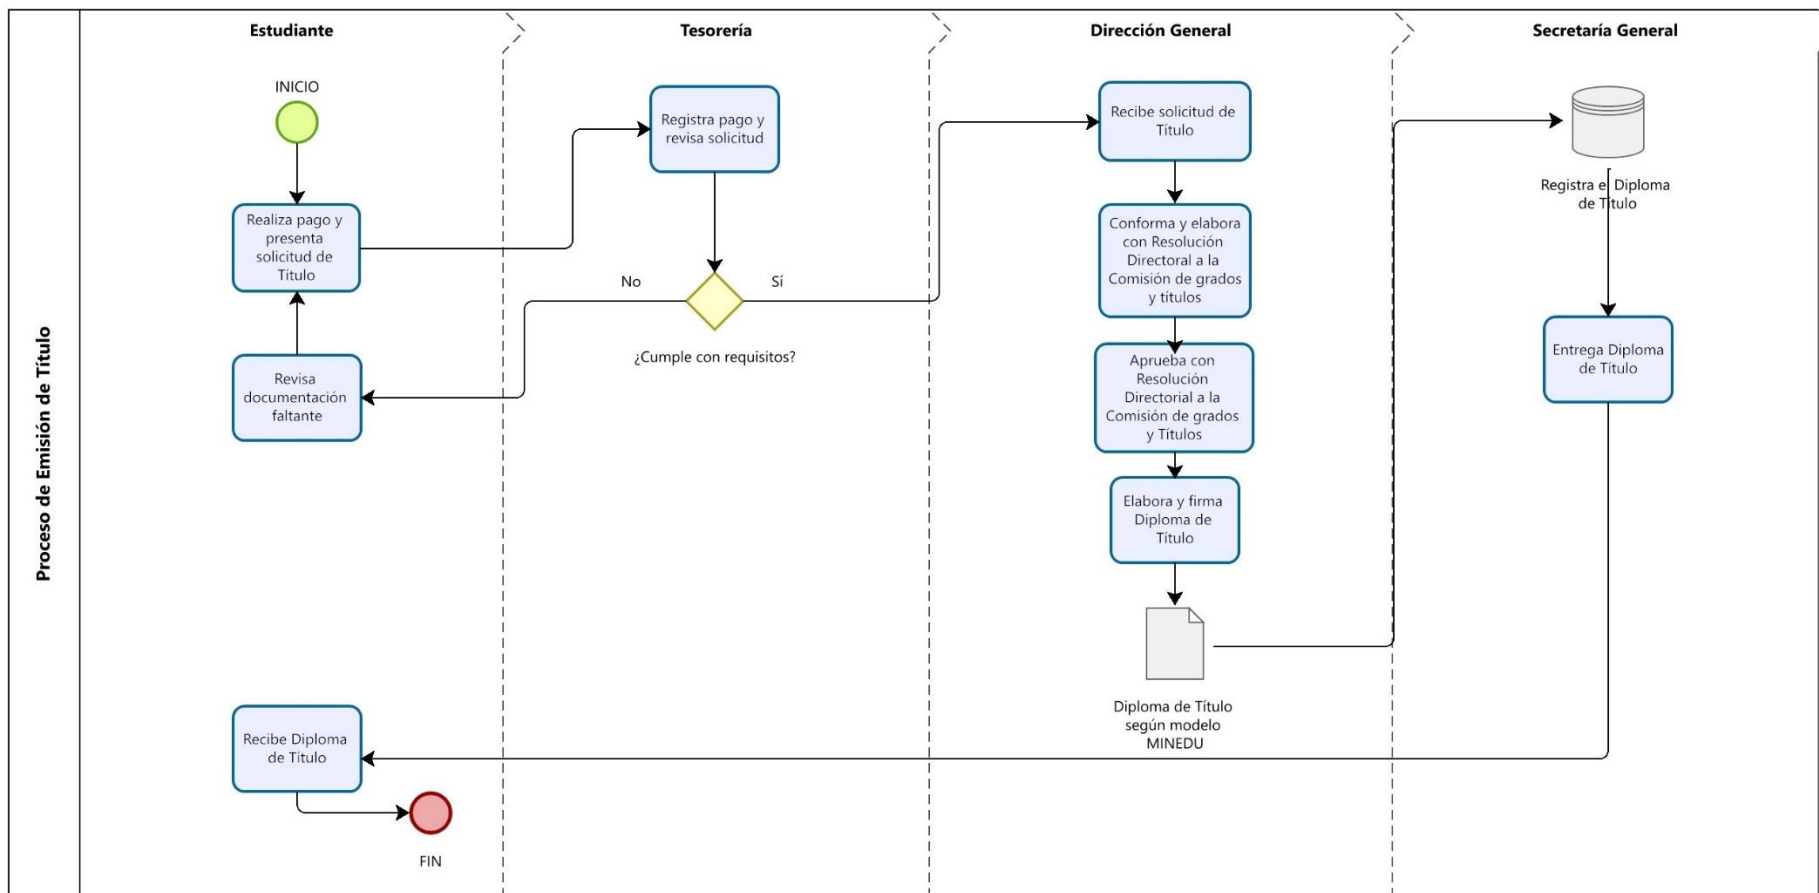 Proceso de Emisión de Título
Estudiante
Tesorería
Dirección General
Secretaría General
INICIO
Realiza pago y
presenta
solicitud de
Título
Revisa
documentación
faltante
Recibe Diploma
de Título
FIN
Registra pago y
revisa solicitud
No
Sí
¿Cumple con requisitos?
Recibe solicitud de
Título
Conforma y elabora
con Resolución
Directoral a la
Comisión de grados
y títulos
Aprueba con
Resolución
Directorial a la
Comisión de grados
y Títulos
Elabora y firma
Diploma de
Título
Diploma de Título
según modelo
MINEDU
Registra el Diploma
de Título
Entrega Diploma
de Título